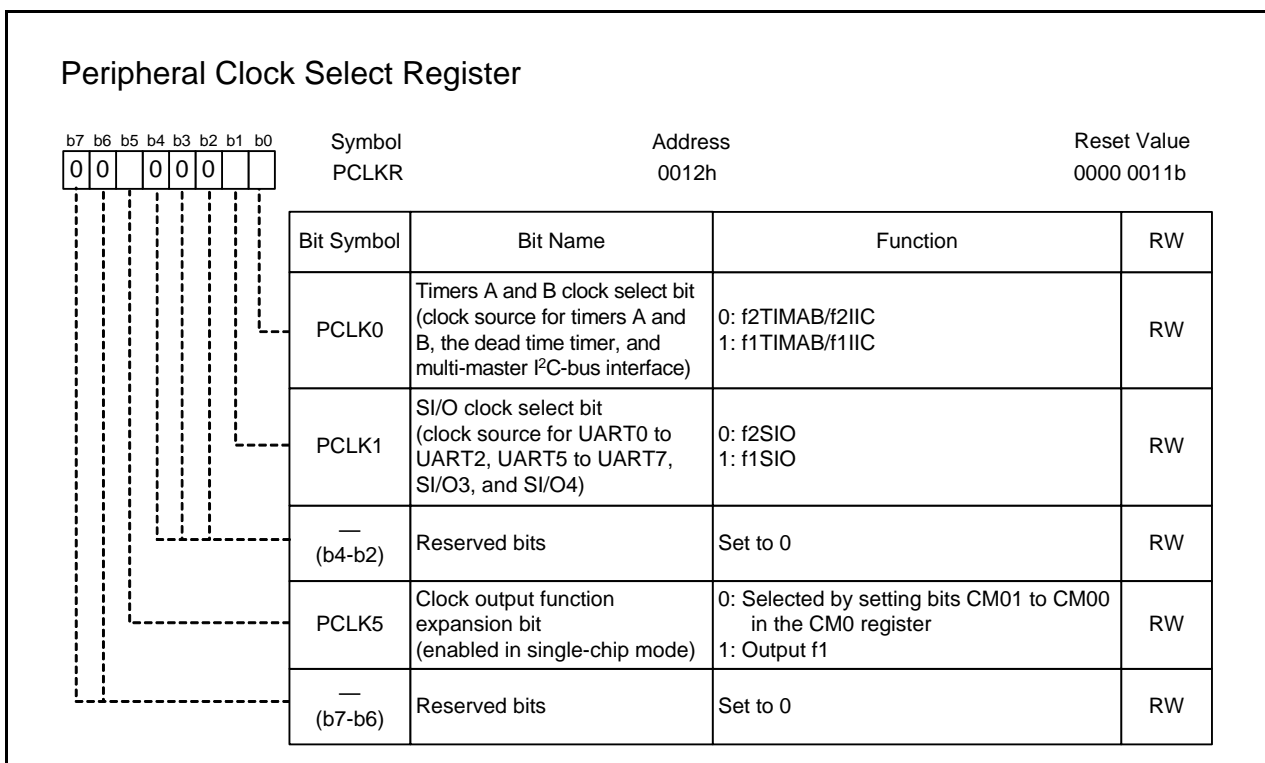 Peripheral Clock Select Register
b7 b6 b5 b4 b3 b2 b1 b0 Symbol Address Reset Value
0 0 0 0 0 PCLKR 0012h 0000 0011b
Bit Symbol Bit Name Function RW
PCLK0
Timers A and B clock select bit
(clock source for timers A and
B, the dead time timer, and
multi-master I²C-bus interface)
0: f2TIMAB/f2IIC
1: f1TIMAB/f1IIC
RW
PCLK1
SI/O clock select bit
(clock source for UART0 to
UART2, UART5 to UART7,
SI/O3, and SI/O4)
0: f2SIO
1: f1SIO
RW
—
(b4-b2)
Reserved bits
Set to 0
RW
PCLK5
Clock output function
expansion bit
(enabled in single-chip mode)
0: Selected by setting bits CM01 to CM00
in the CM0 register
1: Output f1
RW
—
(b7-b6)
Reserved bits
Set to 0
RW